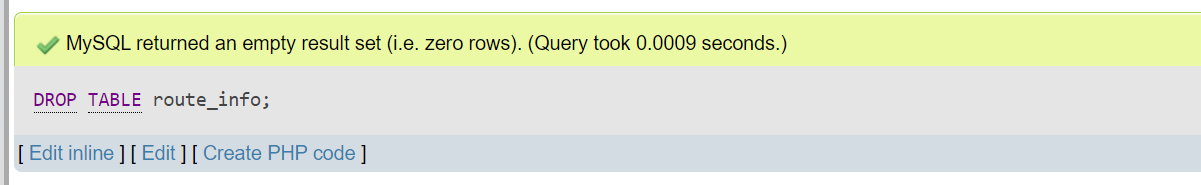 MySQL returned an empty result set (i.e. zero rows). (Query took 0.0009 seconds.)
DROP TABLE route_info;
[ Edit inline ] [ Edit ] [ Create PHP code ]